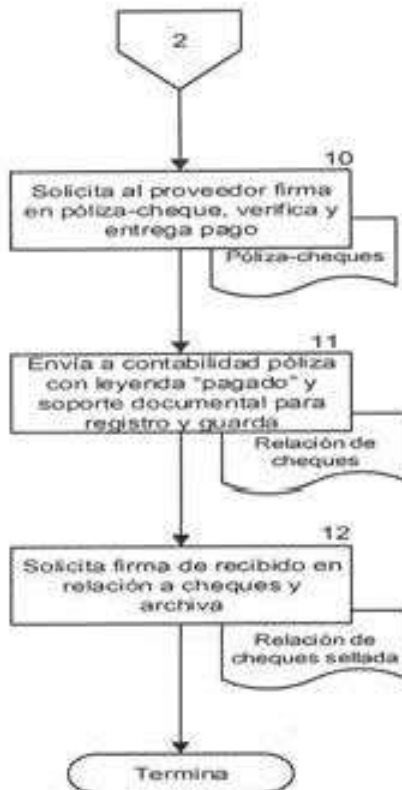 2
10
Solicita al proveedor firma
en póliza-cheque, verifica y
entrega pago
Póliza-cheques
11
Envía a contabilidad póliza
con leyenda "pagado" y
soporte documental para
registro y guarda
Relación de
cheques
12
Solicita firma de recibido en
relación a cheques y
archiva
Relación de
cheques sellada
Termina